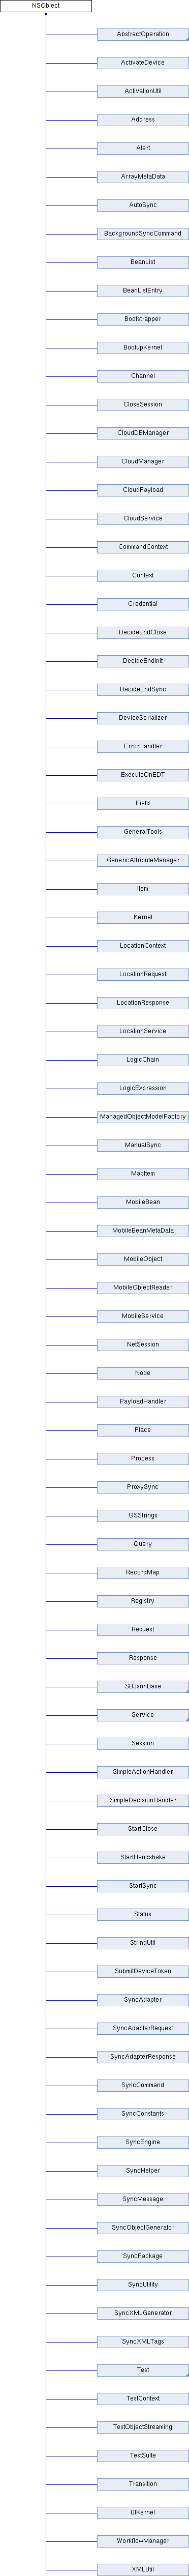 NSObject
AbstractOperation
ActivateDevice
ActivationUtil
Address
Alert
ArrayMetaData
AutoSync
BackgroundSyncCommand
BeanList
BeanListEntry
Bootstrapper
BootupKernel
Channel
CloseSession
CloudDBManager
CloudManager
CloudPayload
CloudService
CommandContext
Context
Credential
DecideEndClose
DecideEndInit
DecideEndSync
DeviceSerializer
ErrorHandler
ExecuteOnEDT
Field
GeneralTools
GenericAttributeManager
Item
Kernel
LocationContext
LocationRequest
LocationResponse
LocationService
LogicChain
LogicExpression
ManagedObjectModelFactory
ManualSync
MapItem
MobileBean
MobileBeanMetaData
MobileObject
MobileObjectReader
MobileService
NetSession
Node
PayloadHandler
Place
Process
ProxySync
QSStrings
Query
RecordMap
Registry
Request
Response
SBJsonBase
Service
Session
SimpleActionHandler
SimpleDecisionHandler
StartClose
StartHandshake
StartSync
Status
StringUtil
SubmitDeviceToken
SyncAdapter
SyncAdapterRequest
SyncAdapterResponse
SyncCommand
SyncConstants
SyncEngine
SyncHelper
SyncMessage
SyncObjectGenerator
SyncPackage
SyncUtility
SyncXMLGenerator
SyncXMLTags
Test
TestContext
TestObjectStreaming
TestSuite
Transition
UIKernel
WorkflowManager
XMLUtil